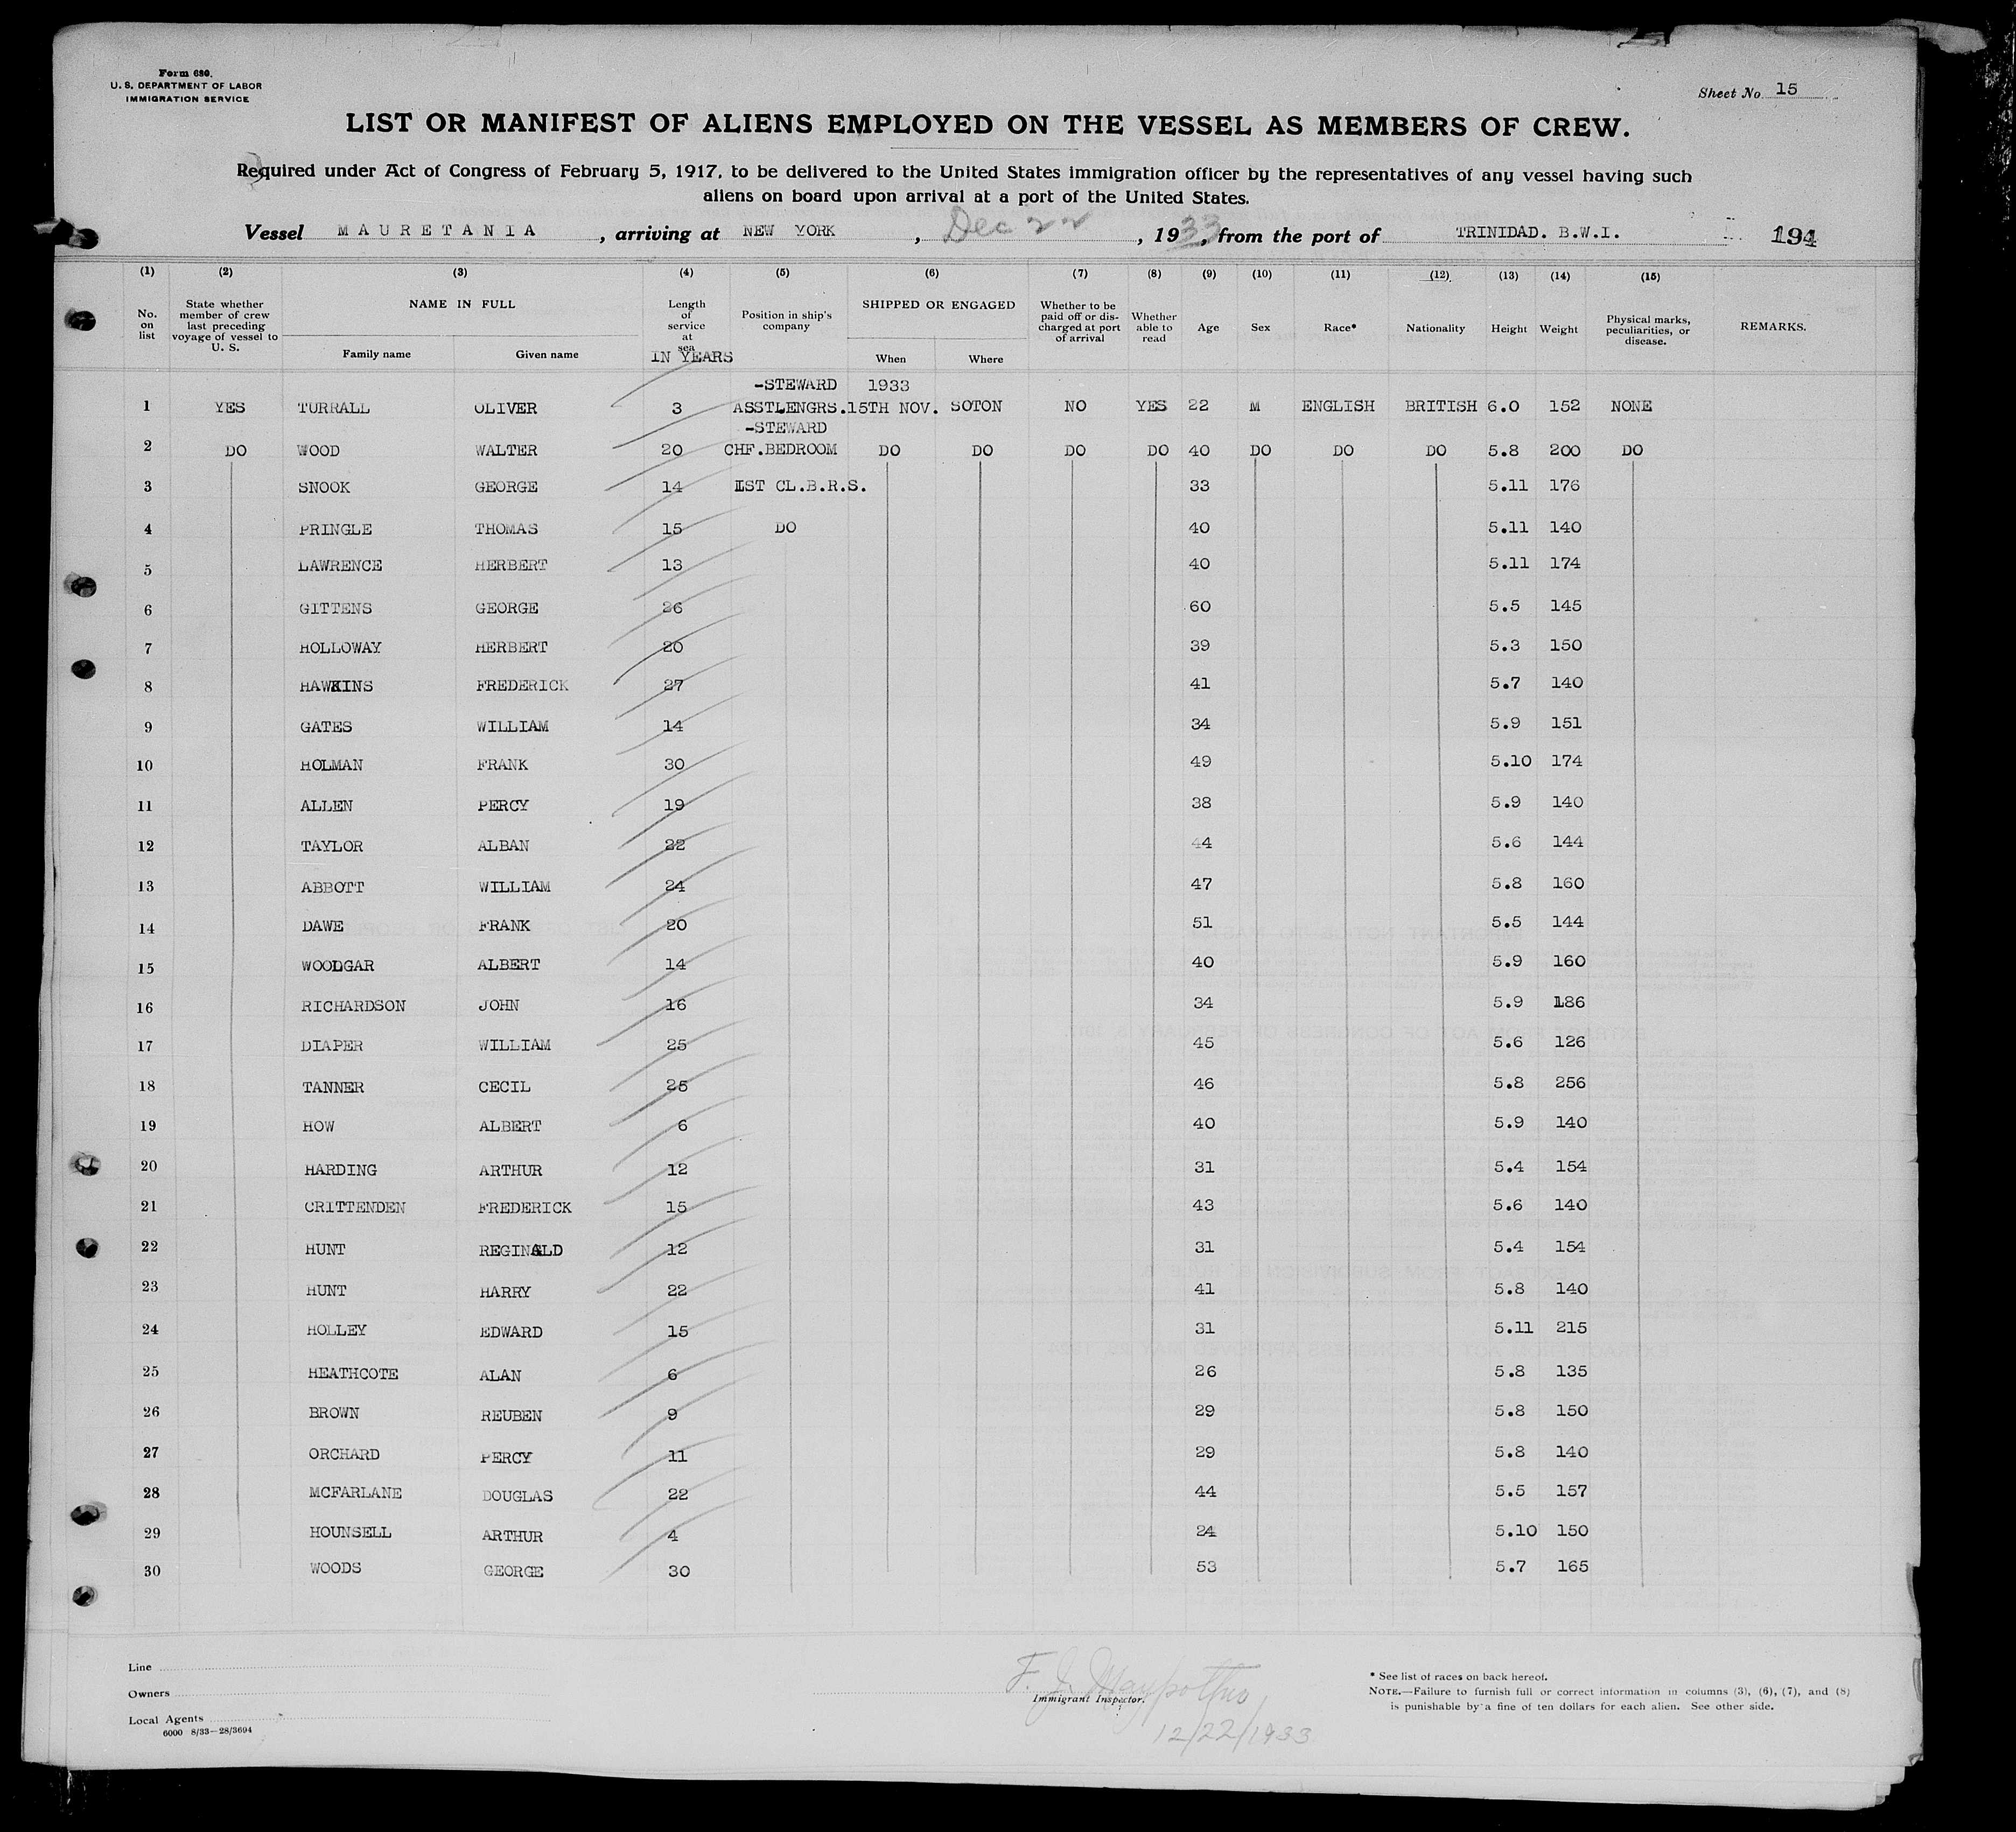 Form 680.
U. S. DEPARTMENT OF LABOR
IMMIGRATION SERVICE
Sheet No. 15
LIST OR MANIFEST OF ALIENS EMPLOYED ON THE VESSEL AS MEMBERS OF CREW.
Required under Act of Congress of February 5, 1917, to be delivered to the United States immigration officer by the representatives of any vessel having such
aliens on board upon arrival at a port of the United States.
Vessel MAURETANIA, arriving at NEW YORK, Dec 22, 1933, from the port of TRINIDAD. B.W.I. 194
(1) (2) (3) (4) (5) (6) (7) (8) (9) (10) (11) (12) (13) (14) (15)
No. on list State whether member of crew last preceding voyage of vessel to U. S. NAME IN FULL Family name Given name Length of service at sea IN YEARS Position in ship's company SHIPPED OR ENGAGED When Where Whether to be paid off or discharged at port of arrival Whether able to read Age Sex Race* Nationality Height Weight Physical marks, peculiarities, or disease. REMARKS.
-STEWARD 1933
1 YES TURRALL OLIVER 3 ASSTLENGRS. 15TH NOV. SOTON NO YES 22 M ENGLISH BRITISH 6.0 152 NONE
-STEWARD
2 DO WOOD WALTER 20 CHF.BEDROOM DO DO DO DO 40 DO DO DO 5.8 200 DO
3 SNOOK GEORGE 14 1ST CL.B.R.S. 33 5.11 176
4 PRINGLE THOMAS 15 DO 40 5.11 140
5 LAWRENCE HERBERT 13 40 5.11 174
6 GITTENS GEORGE 26 60 5.5 145
7 HOLLOWAY HERBERT 20 39 5.3 150
8 HAWKINS FREDERICK 27 41 5.7 140
9 GATES WILLIAM 14 34 5.9 151
10 HOLMAN FRANK 30 49 5.10 174
11 ALLEN PERCY 19 38 5.9 140
12 TAYLOR ALBAN 22 44 5.6 144
13 ABBOTT WILLIAM 24 47 5.8 160
14 DAWE FRANK 20 51 5.5 144
15 WOODGAR ALBERT 14 40 5.9 160
16 RICHARDSON JOHN 16 34 5.9 186
17 DIAPER WILLIAM 25 45 5.6 126
18 TANNER CECIL 25 46 5.8 256
19 HOW ALBERT 6 40 5.9 140
20 HARDING ARTHUR 12 31 5.4 154
21 CRITTENDEN FREDERICK 15 43 5.6 140
22 HUNT REGINALD 12 31 5.4 154
23 HUNT HARRY 22 41 5.8 140
24 HOLLEY EDWARD 15 31 5.11 215
25 HEATHCOTE ALAN 6 26 5.8 135
26 BROWN REUBEN 9 29 5.8 150
27 ORCHARD PERCY 11 29 5.8 140
28 MCFARLANE DOUGLAS 22 44 5.5 157
29 HOUNSELL ARTHUR 4 24 5.10 150
30 WOODS GEORGE 30 53 5.7 165
Line
Owners
Local Agents
6000 8/33—28/3694
F. J.
Immigrant Inspector.
12/22/1933
* See list of races on back hereof.
NOTE.—Failure to furnish full or correct information in columns (3), (6), (7), and (8)
is punishable by a fine of ten dollars for each alien. See other side.